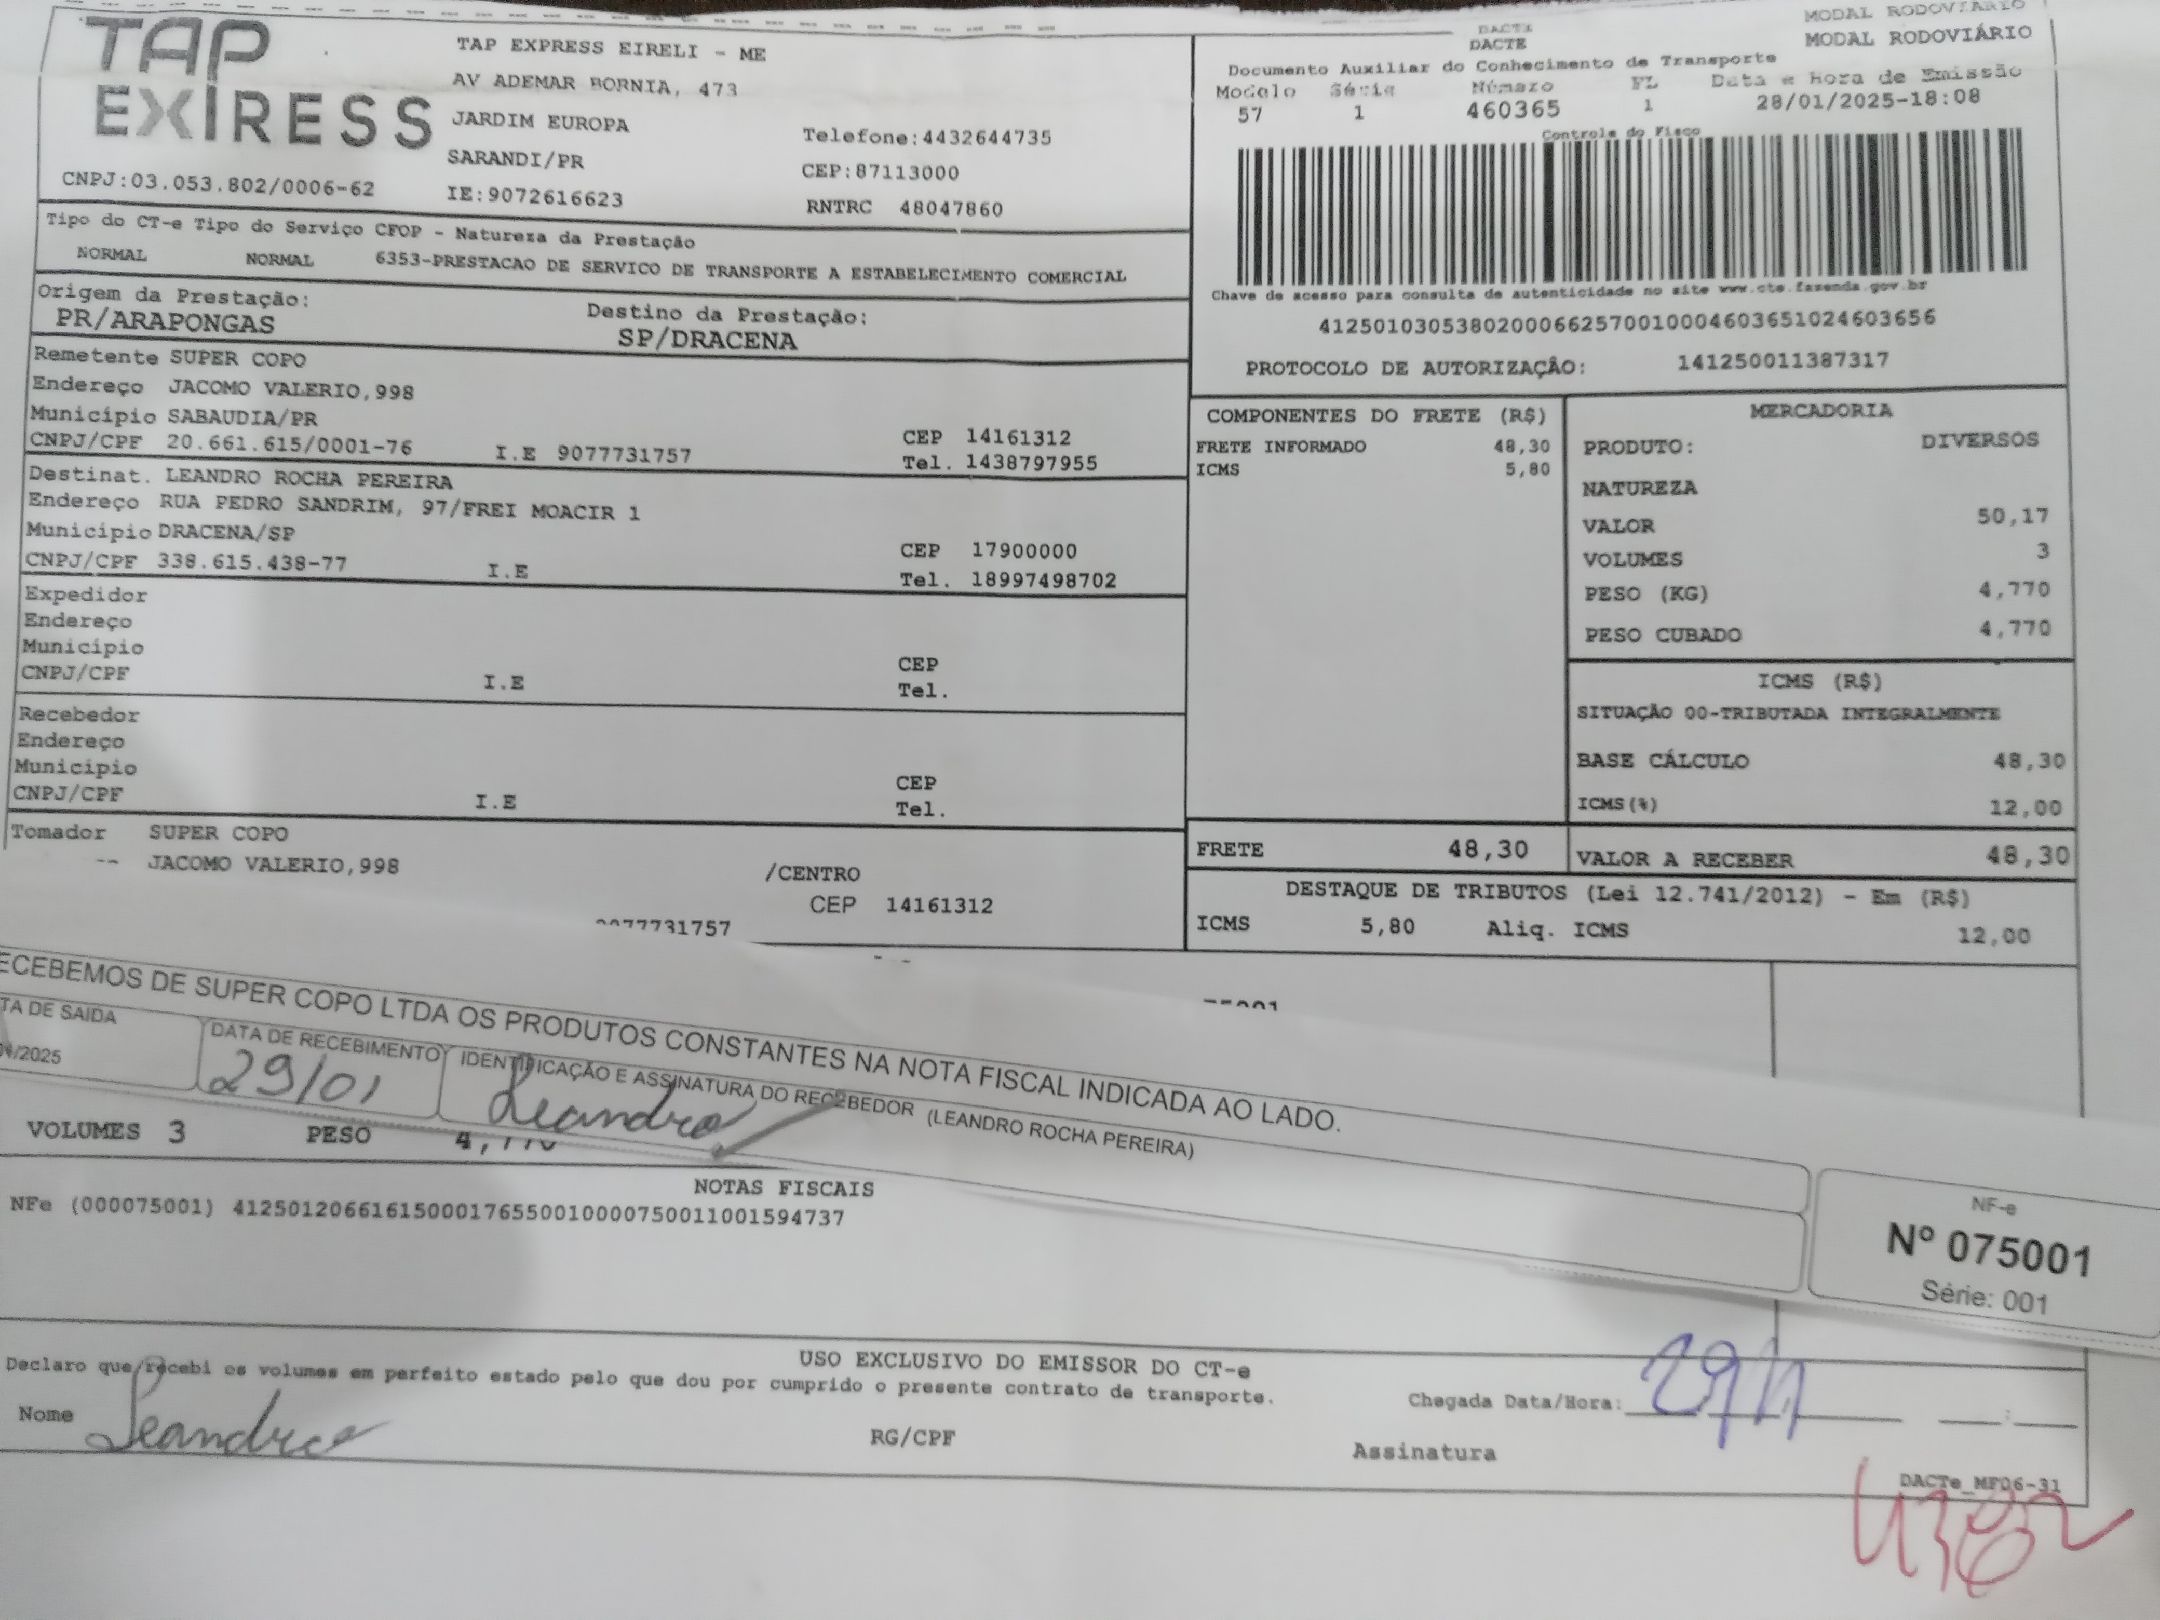 TAP
EXPRESS
CNPJ:03.053.802/0006-62
TAP EXPRESS EIRELI - ME
AV ADEMAR BORNIA, 473
JARDIM EUROPA
SARANDI/PR
IE:9072616623
Telefone:4432644735
CEP:87113000
RNTRC 48047860
MODAL RODOVIÁRIO
MODAL RODOVIÁRIO
DACTE
DACTE
Documento Auxiliar do Conhecimento de Transporte
Modelo Série Número FL Data e Hora de Emissão
57 1 460365 1 28/01/2025-18:08
Controle do Fisco
Chave de acesso para consulta de autenticidade no site www.cte.fazenda.gov.br
41250103053802000662570010004603651024603656
PROTOCOLO DE AUTORIZAÇÃO: 141250011387317
Tipo do CT-e Tipo do Serviço CFOP - Natureza da Prestação
NORMAL NORMAL 6353-PRESTACAO DE SERVICO DE TRANSPORTE A ESTABELECIMENTO COMERCIAL
Origem da Prestação: Destino da Prestação:
PR/ARAPONGAS SP/DRACENA
Remetente SUPER COPO
Endereço JACOMO VALERIO,998
Município SABAUDIA/PR CEP 14161312
CNPJ/CPF 20.661.615/0001-76 I.E 9077731757 Tel. 1438797955
Destinat. LEANDRO ROCHA PEREIRA
Endereço RUA PEDRO SANDRIM, 97/FREI MOACIR 1
Município DRACENA/SP CEP 17900000
CNPJ/CPF 338.615.438-77 I.E Tel. 18997498702
Expedidor
Endereço
Município CEP
CNPJ/CPF I.E Tel.
Recebedor
Endereço
Município CEP
CNPJ/CPF I.E Tel.
Tomador SUPER COPO
JACOMO VALERIO,998 /CENTRO
CEP 14161312
9077731757
COMPONENTES DO FRETE (R$)
FRETE INFORMADO 48,30
ICMS 5,80
FRETE 48,30
MERCADORIA
PRODUTO: DIVERSOS
NATUREZA
VALOR 50,17
VOLUMES 3
PESO (KG) 4,770
PESO CUBADO 4,770
ICMS (R$)
SITUAÇÃO 00-TRIBUTADA INTEGRALMENTE
BASE CÁLCULO 48,30
ICMS(%) 12,00
VALOR A RECEBER 48,30
DESTAQUE DE TRIBUTOS (Lei 12.741/2012) - Em (R$)
ICMS 5,80 Aliq. ICMS 12,00
ECEBEMOS DE SUPER COPO LTDA OS PRODUTOS CONSTANTES NA NOTA FISCAL INDICADA AO LADO.
TA DE SAIDA DATA DE RECEBIMENTO IDENTIFICAÇÃO E ASSINATURA DO RECEBEDOR (LEANDRO ROCHA PEREIRA)
/2025 29/01 Leandro
NF-e
Nº 075001
Série: 001
VOLUMES 3 PESO 4,770
NOTAS FISCAIS
NFe (000075001) 41250120661615000176550010000750011001594737
USO EXCLUSIVO DO EMISSOR DO CT-e
Declaro que recebi os volumes em perfeito estado pelo que dou por cumprido o presente contrato de transporte.
Nome Leandro RG/CPF
Chegada Data/Hora: :
Assinatura
DACTe_MF06-31